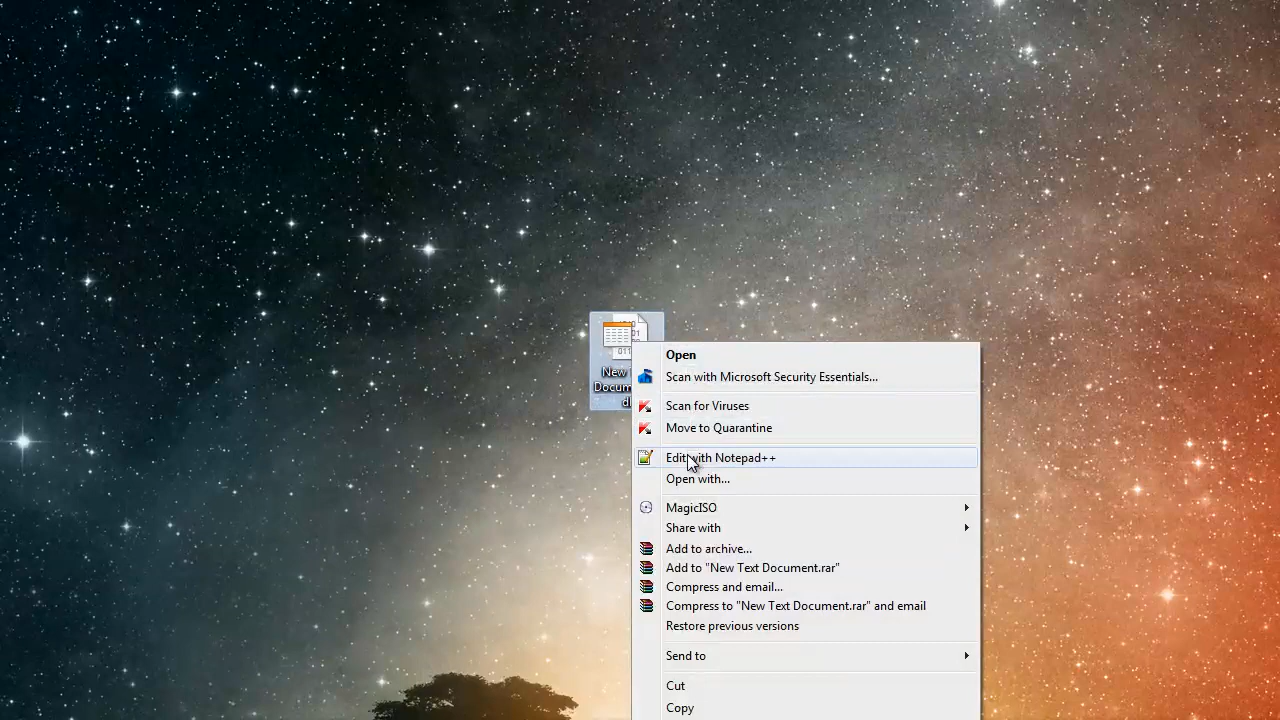 New
Docum
d
Open
Scan with Microsoft Security Essentials...
Scan for Viruses
Move to Quarantine
Edit with Notepad++
Open with...
MagicISO
Share with
Add to archive...
Add to "New Text Document.rar"
Compress and email...
Compress to "New Text Document.rar" and email
Restore previous versions
Send to
Cut
Copy